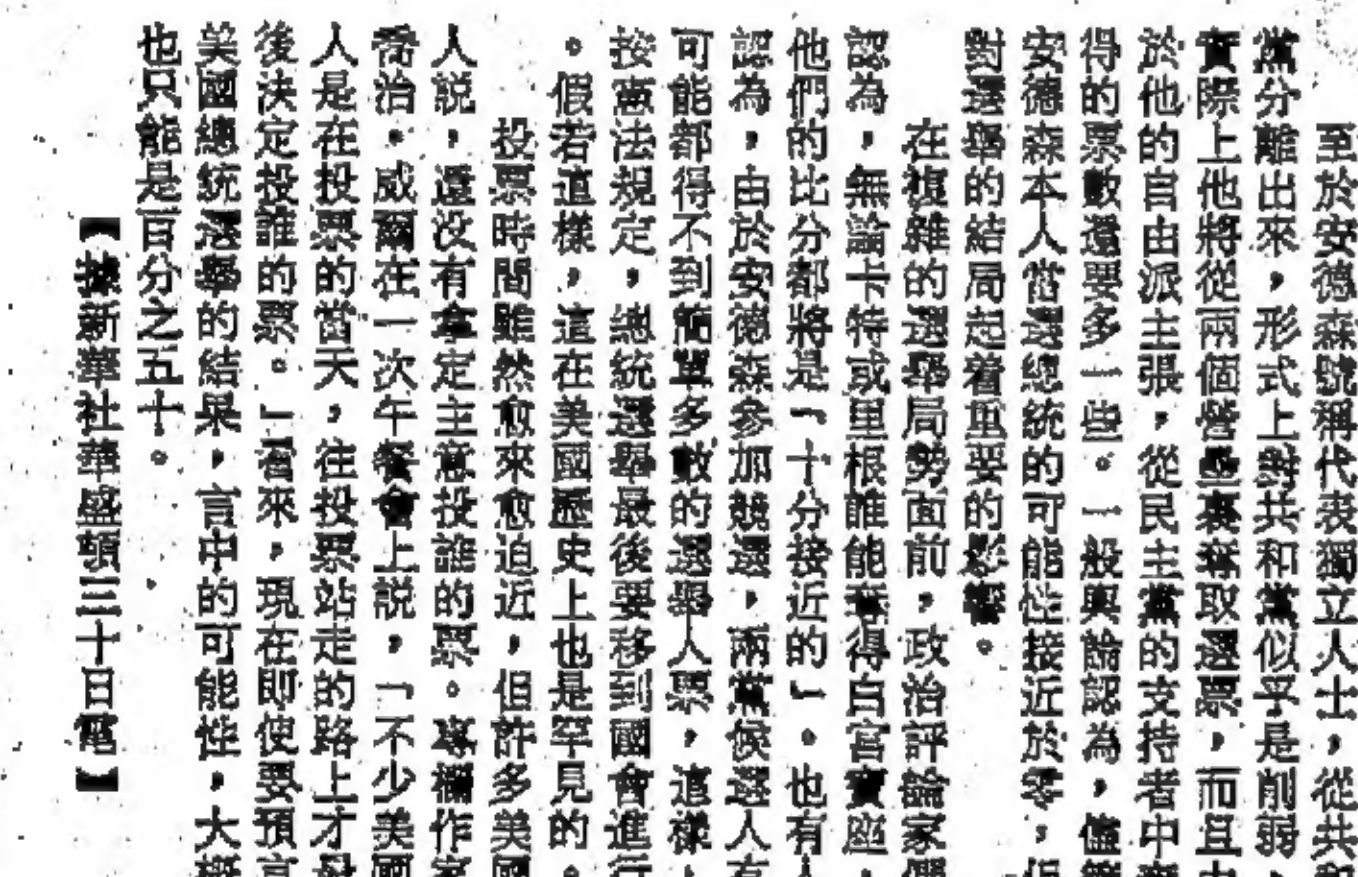 至於安德森號稱代表獨立人士，從共和
黨分離出來，形式上對共和黨似乎是削弱、
實際上他將從兩個營壘裏奪取選票，而且由
於他的自由派主張，從民主黨的支持者中奪
得的票數還要多一些。一般輿論認為，儘管
安德森本人當選總統的可能性接近於零，但
對選舉的結局起着重要的影響。
在複雜的選舉局勢面前，政治評論家們
認為，無論卡特或里根誰能奪得白宮寶座，
他們的比分都將是「十分接近的」。也有人
認為，由於安德森參加競選，兩黨候選人有
可能都得不到簡單多數的選舉人票，這樣，
按憲法規定，總統選舉最後要移到國會進行
。假若這樣，這在美國歷史上也是罕見的。
投票時間雖然愈來愈迫近，但許多美國
人説，還没有拿定主意投誰的票。專欄作家
喬治・威爾在一次午餐會上説，「不少美國
人是在投票的當天，往投票站走的路上才最
後決定投誰的票。」看來，現在即使要預言
美國總統選舉的結果，言中的可能性，大概
也只能是百分之五十。
【據新華社華盛頓三十日電】